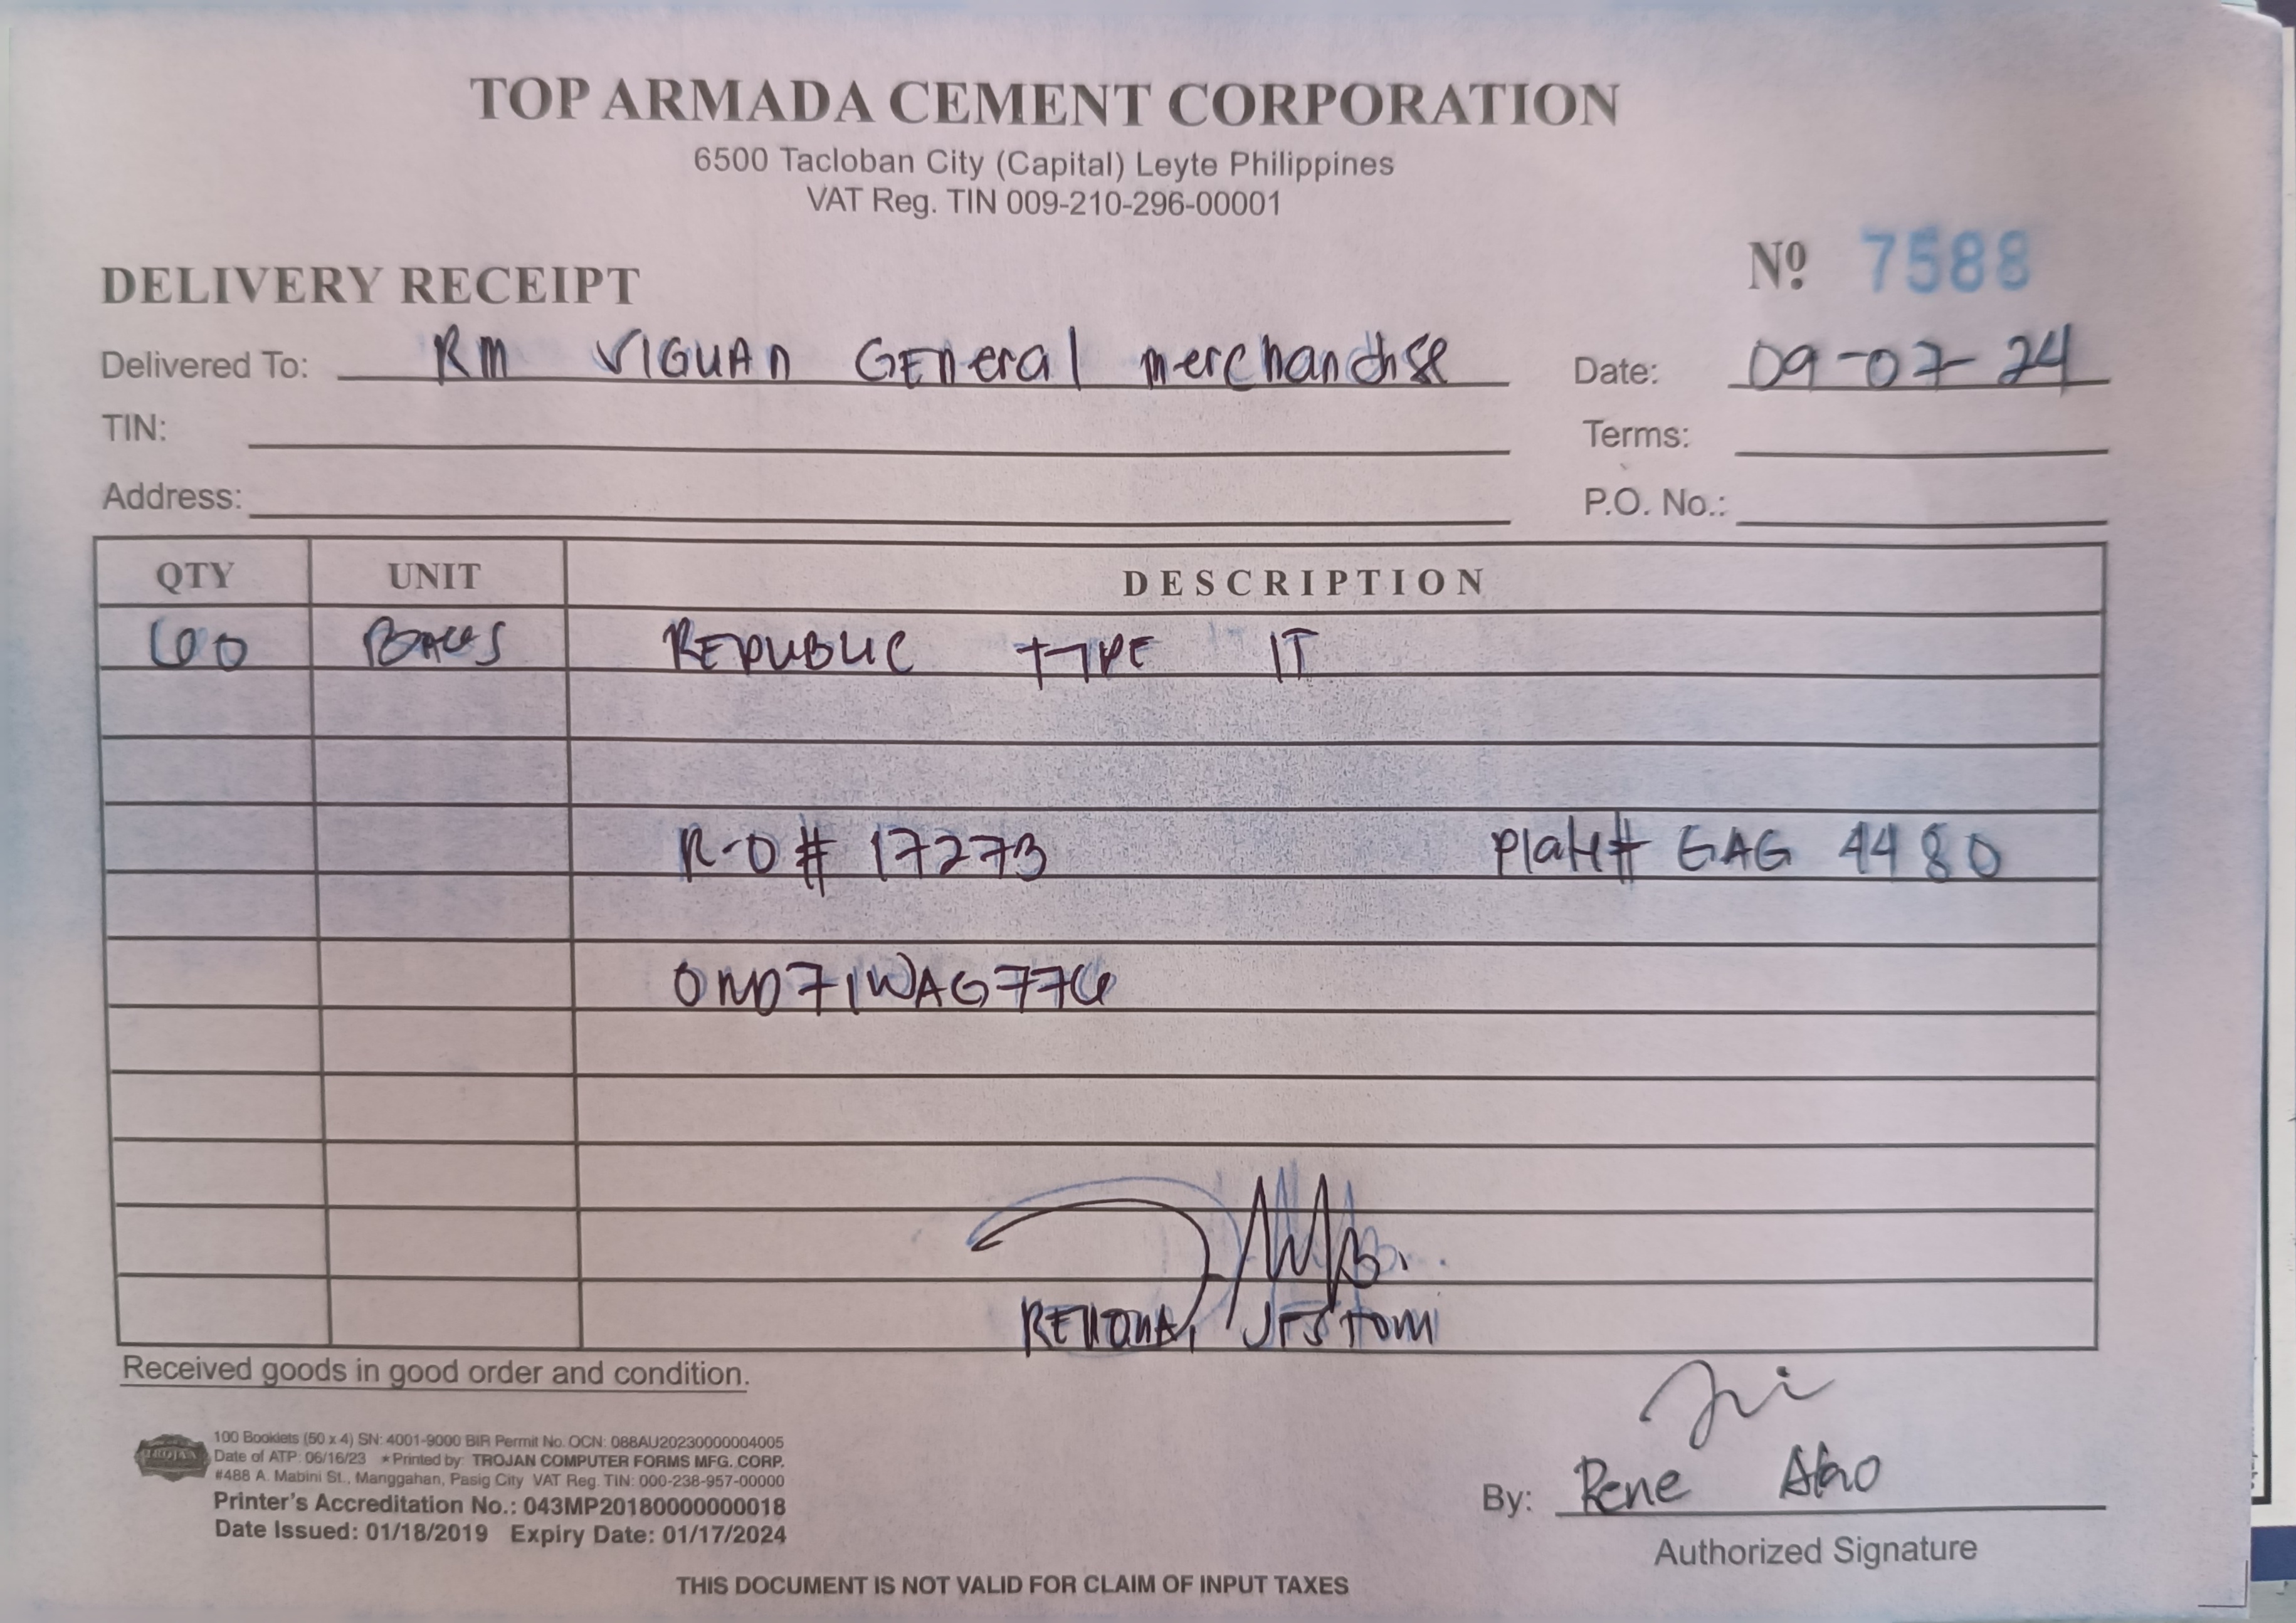 TOP ARMADA CEMENT CORPORATION
6500 Tacloban City (Capital) Leyte Philippines
VAT Reg. TIN 009-210-296-00001
Nº 7588
DELIVERY RECEIPT
Delivered To: RM VIGUAn GEneral merchandise Date: 09-07-24
TIN: Terms:
Address: P.O. No.:
QTY UNIT DESCRIPTION
60 BAGS REPUBLIC TYPE IT
R-O# 17273 Plate# GAG 4480
71WAG776
Received goods in good order and condition.
TROJAN
100 Booklets (50 x 4) SN: 4001-9000 BIR Permit No. OCN: 088AU20230000004005
Date of ATP: 06/16/23 ★Printed by: TROJAN COMPUTER FORMS MFG. CORP.
#488 A. Mabini St., Manggahan, Pasig City VAT Reg. TIN: 000-238-957-00000
Printer's Accreditation No.: 043MP20180000000018
Date Issued: 01/18/2019 Expiry Date: 01/17/2024
By: Rene
Authorized Signature
THIS DOCUMENT IS NOT VALID FOR CLAIM OF INPUT TAXES